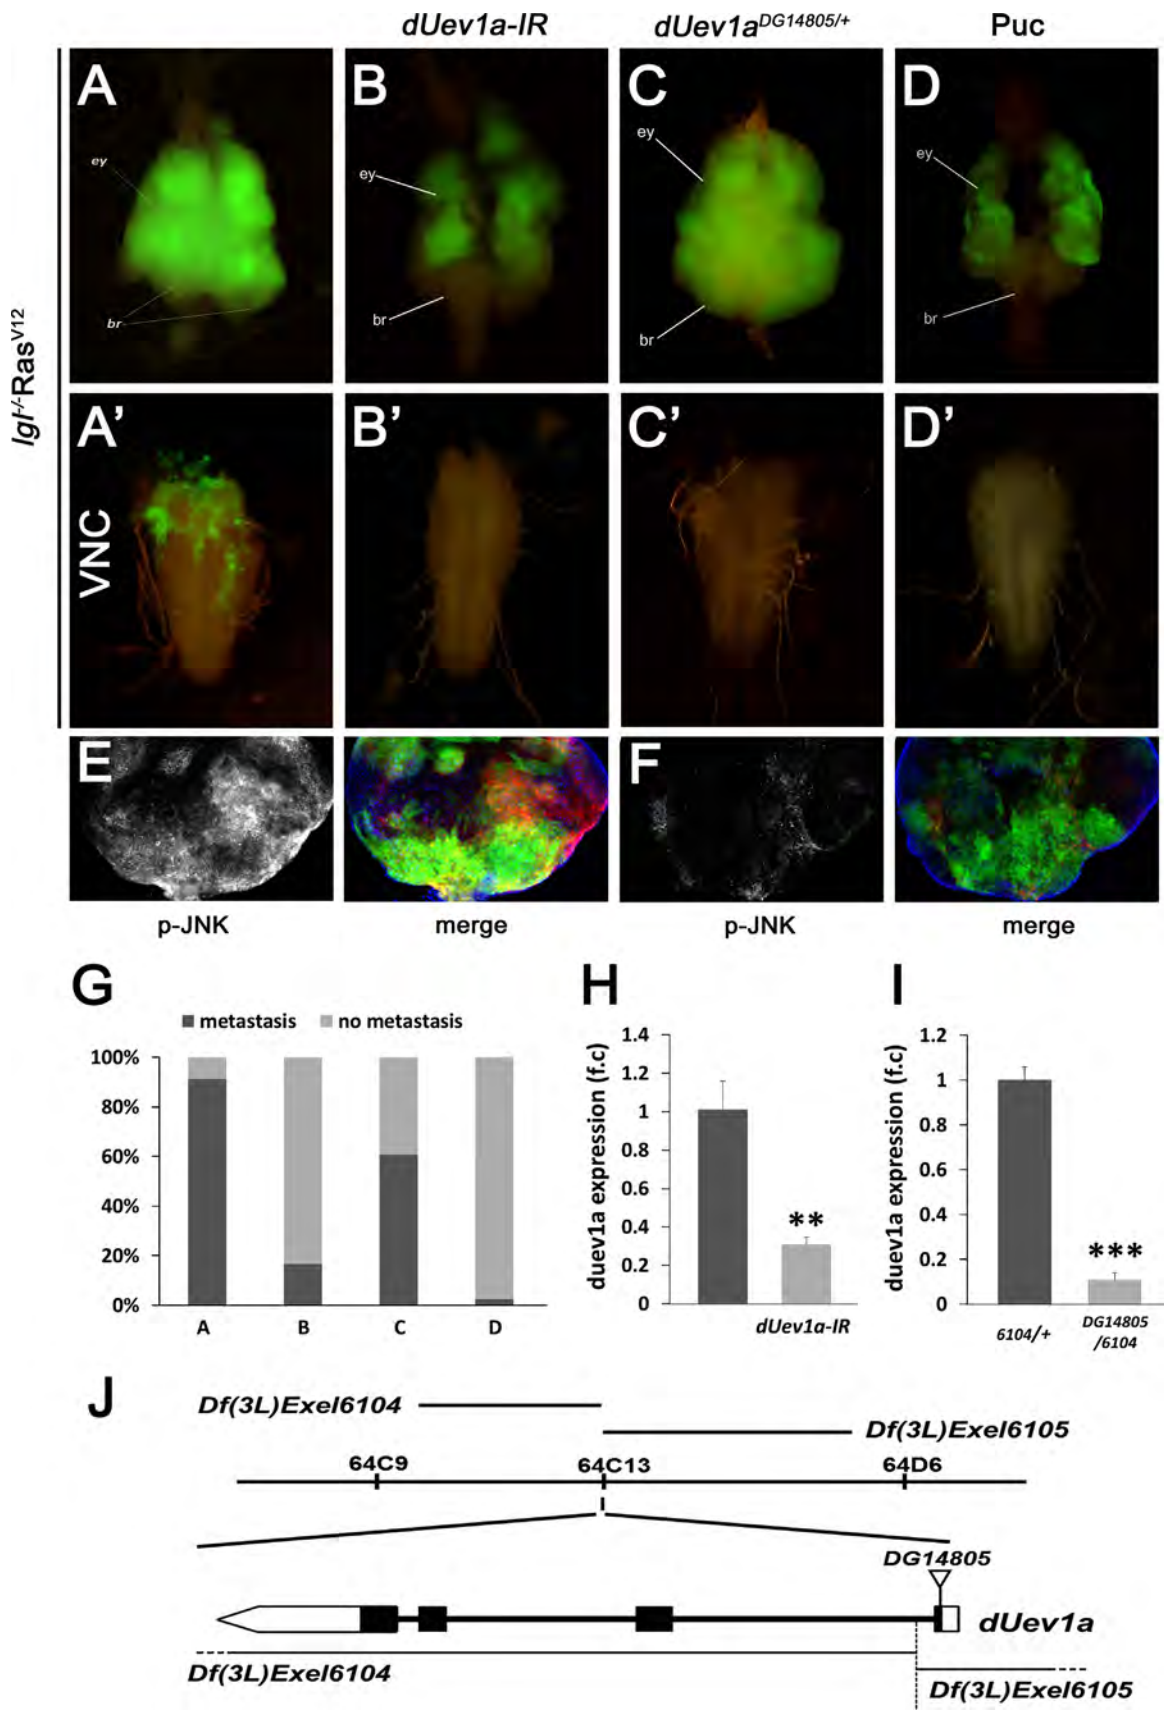 dUev1a-IR dUev1aDG14805/+ Puc
A B C D
ey ey ey ey
br br br br
lgl-/-RasV12
A' B' C' D'
VNC
E F
p-JNK merge p-JNK merge
G H I
metastasis no metastasis
100%
80%
60%
40%
20%
0%
A B C D
duev1a expression (f.c)
1.4
1.2
1
0.8
0.6
0.4
0.2
0
**
dUev1a-IR
duev1a expression (f.c)
1.2
1
0.8
0.6
0.4
0.2
0
***
6104/+ DG14805
/6104
J
Df(3L)Exel6104
Df(3L)Exel6105
64C9 64C13 64D6
DG14805
dUev1a
Df(3L)Exel6104
Df(3L)Exel6105